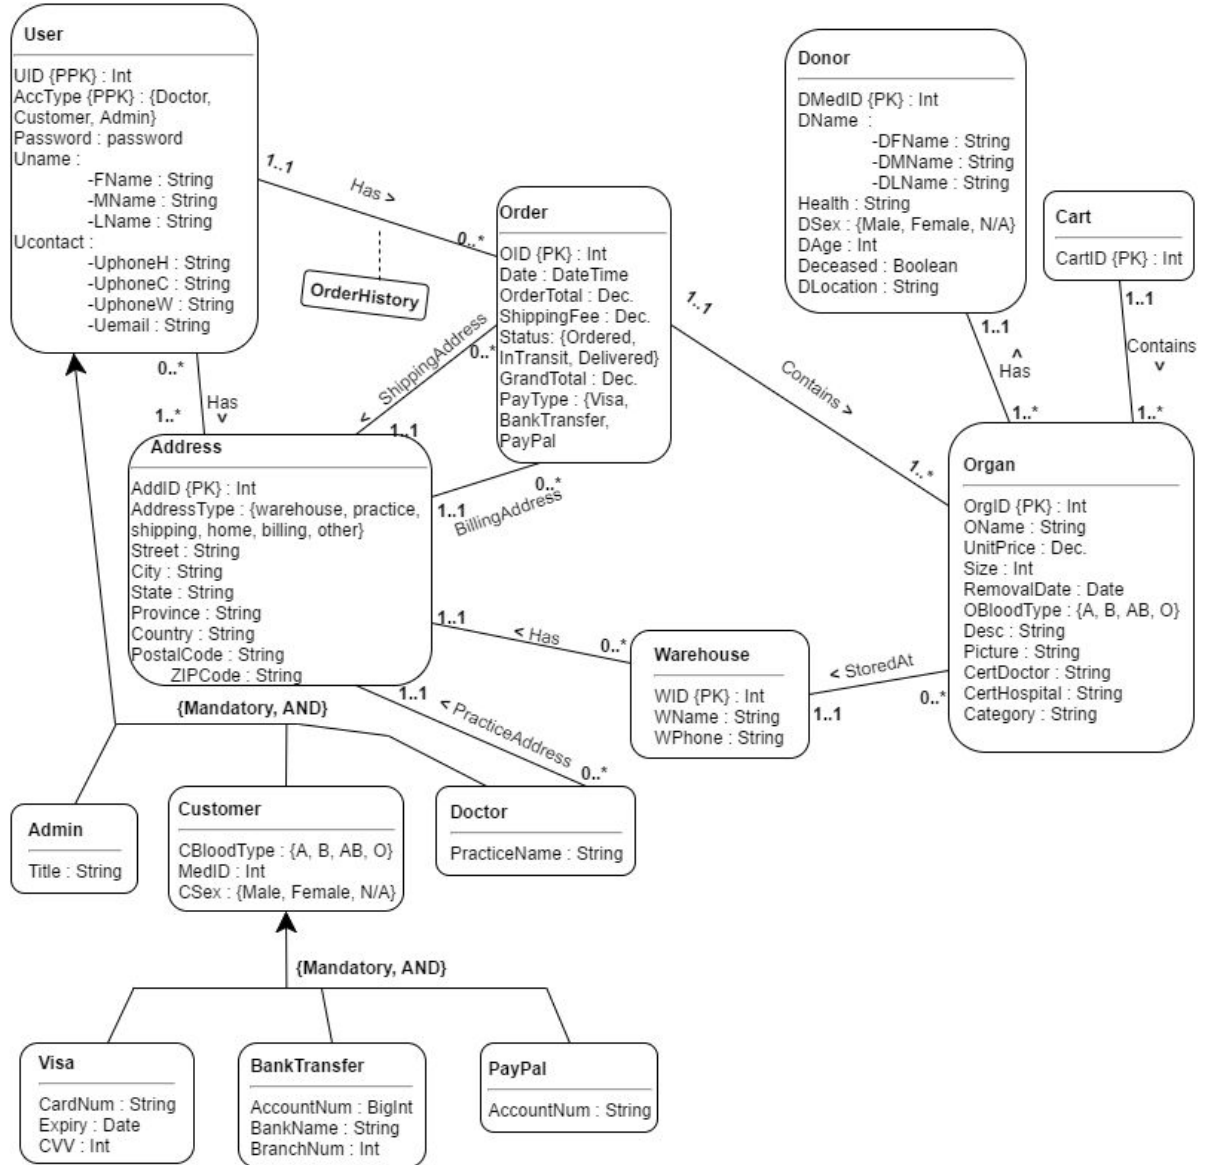 User
UID {PPK} : Int
AccType {PPK} : {Doctor,
Customer, Admin}
Password : password
Uname :
-FName : String
-MName : String
-LName : String
Ucontact :
-UphoneH : String
-UphoneC : String
-UphoneW : String
-Uemail : String
1..1
Has >
0..*
OrderHistory
Order
OID {PK} : Int
Date : DateTime
OrderTotal : Dec.
ShippingFee : Dec.
Status: {Ordered,
InTransit, Delivered}
GrandTotal : Dec.
PayType : {Visa,
BankTransfer,
PayPal
Donor
DMedID {PK} : Int
DName :
-DFName : String
-DMName : String
-DLName : String
Health : String
DSex : {Male, Female, N/A}
DAge : Int
Deceased : Boolean
DLocation : String
Cart
CartID {PK} : Int
1..1
Contains
v
1..*
1..1
^
Has
1..*
1..1
Contains >
1..*
0..*
Has
v
1..*
0..*
< ShippingAddress
1..1
0..*
BillingAddress
1..1
Address
AddID {PK} : Int
AddressType : {warehouse, practice,
shipping, home, billing, other}
Street : String
City : String
State : String
Province : String
Country : String
PostalCode : String
ZIPCode : String
Organ
OrgID {PK} : Int
OName : String
UnitPrice : Dec.
Size : Int
RemovalDate : Date
OBloodType : {A, B, AB, O}
Desc : String
Picture : String
CertDoctor : String
CertHospital : String
Category : String
1..1
< Has
0..*
Warehouse
WID {PK} : Int
WName : String
WPhone : String
< StoredAt
1..1
0..*
1..1
< PracticeAddress
0..*
{Mandatory, AND}
Admin
Title : String
Customer
CBloodType : {A, B, AB, O}
MedID : Int
CSex : {Male, Female, N/A}
Doctor
PracticeName : String
{Mandatory, AND}
Visa
CardNum : String
Expiry : Date
CVV : Int
BankTransfer
AccountNum : BigInt
BankName : String
BranchNum : Int
PayPal
AccountNum : String